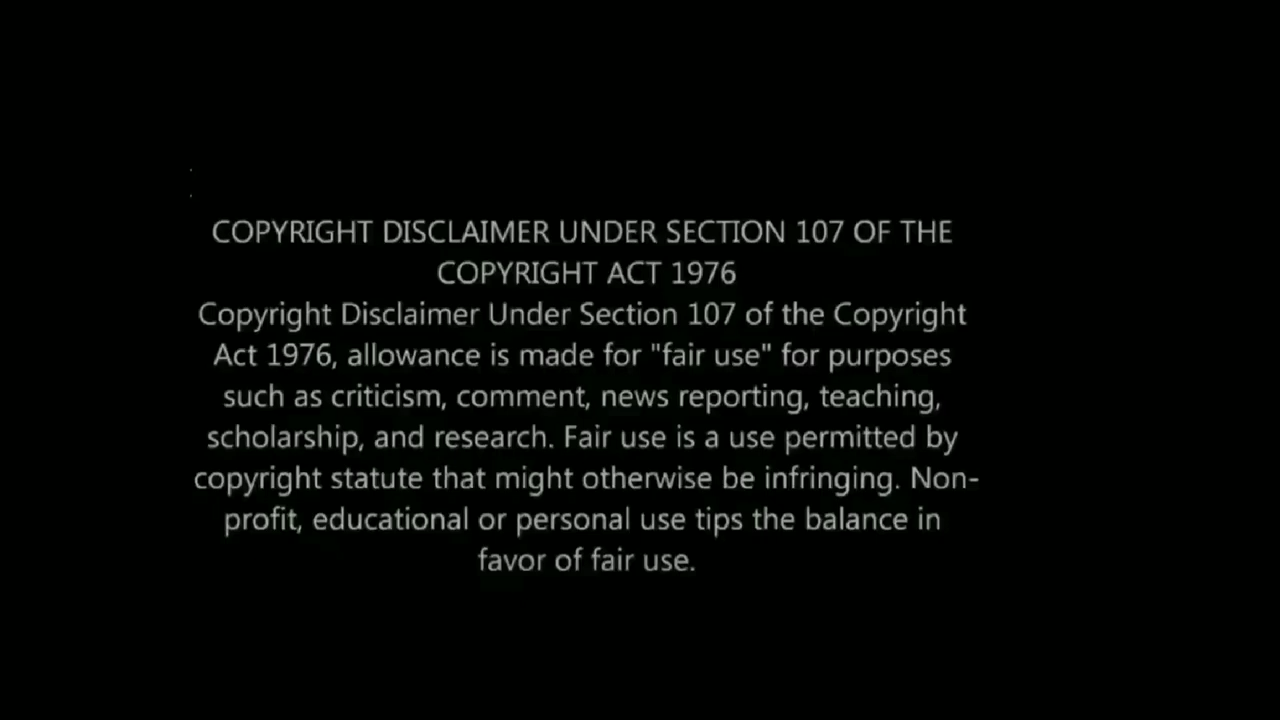 COPYRIGHT DISCLAIMER UNDER SECTION 107 OF THE
COPYRIGHT ACT 1976
Copyright Disclaimer Under Section 107 of the Copyright
Act 1976, allowance is made for "fair use" for purposes
such as criticism, comment, news reporting, teaching,
scholarship, and research. Fair use is a use permitted by
copyright statute that might otherwise be infringing. Non-
profit, educational or personal use tips the balance in
favor of fair use.